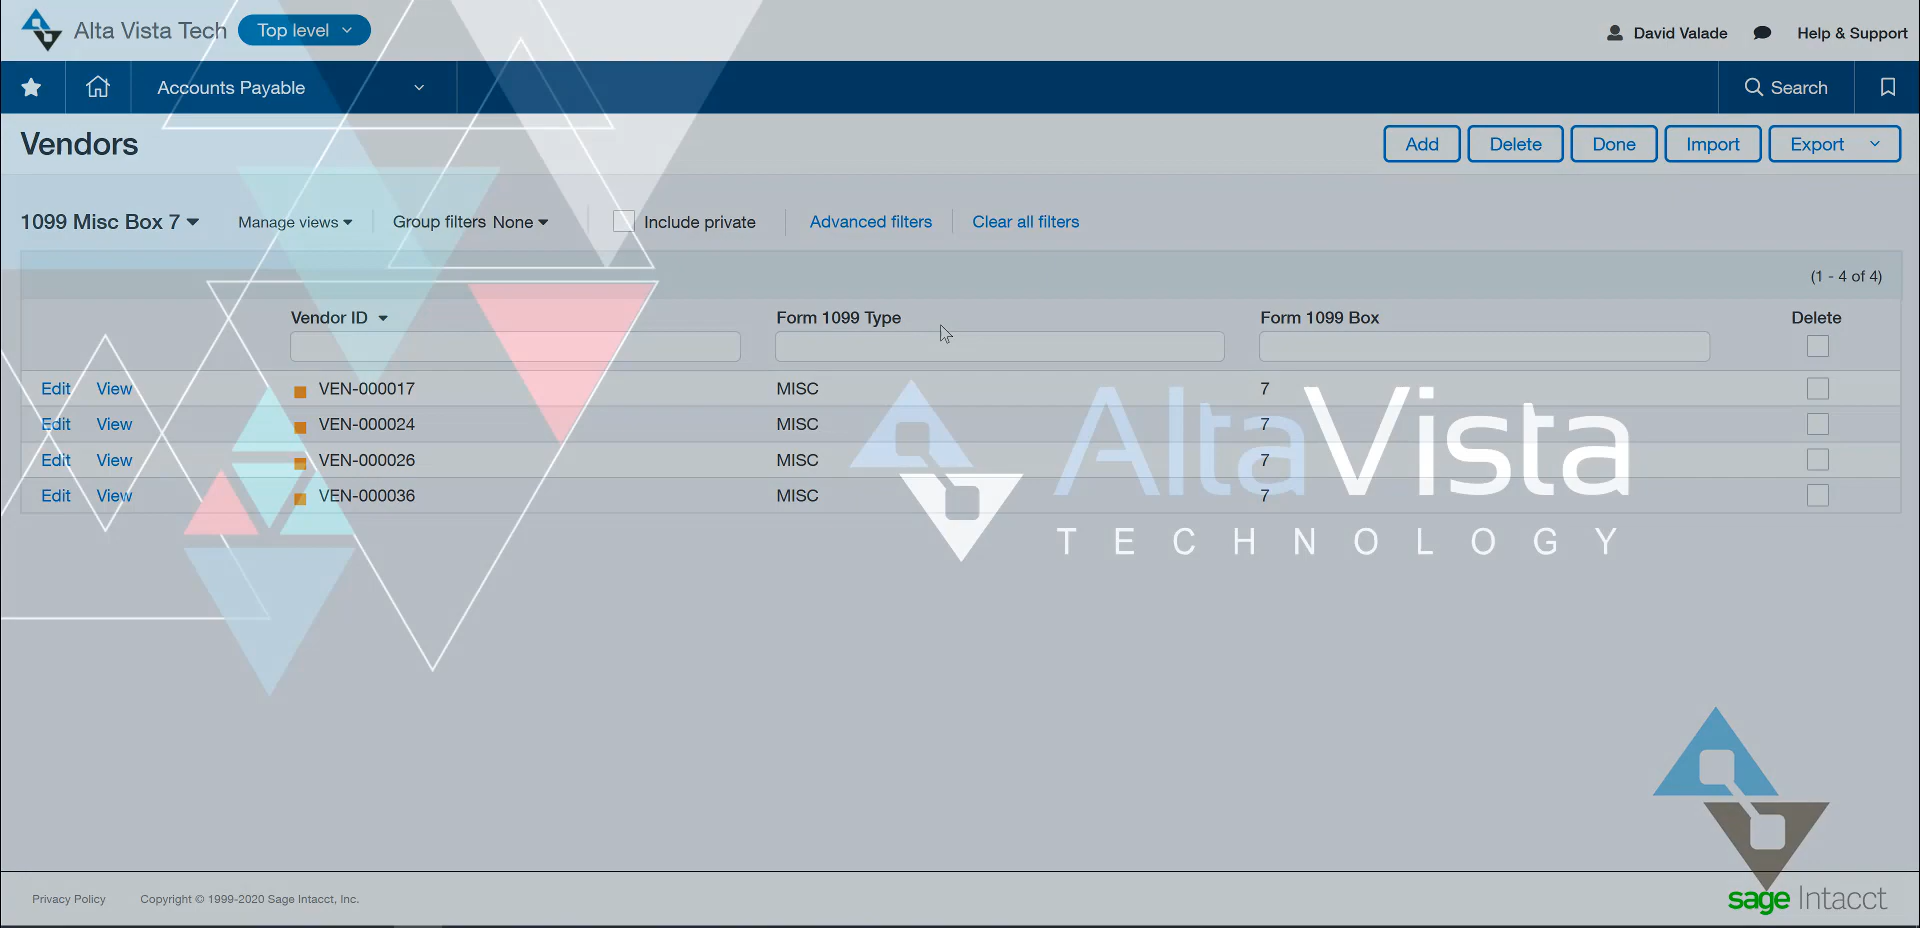 Alta Vista Tech Top level David Valade Help & Support
Accounts Payable Search
Vendors Add Delete Done Import Export
1099 Misc Box 7 Manage views Group filters None Include private Advanced filters Clear all filters
(1 - 4 of 4)
Vendor ID Form 1099 Type Form 1099 Box Delete
Edit View VEN-000017 MISC 7
Edit View VEN-000024 MISC 7
Edit View VEN-000026 MISC 7
Edit View VEN-000036 MISC 7
AltaVista
TECHNOLOGY
Privacy Policy Copyright © 1999-2020 Sage Intacct, Inc. sage Intacct